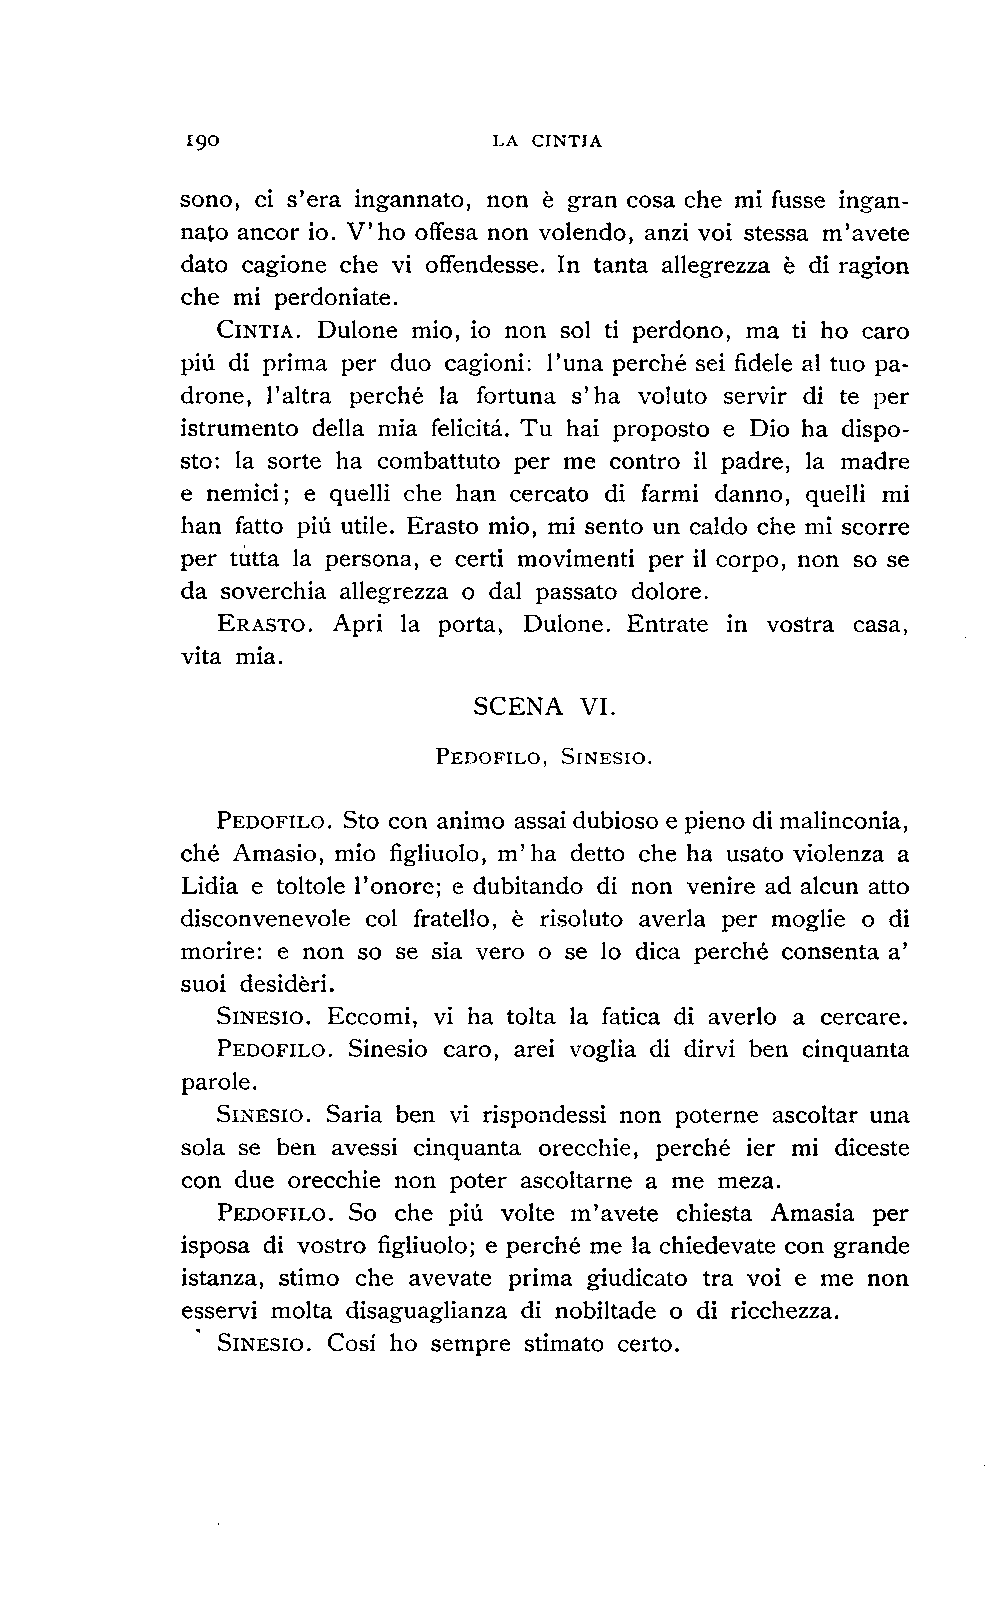 190 LA CINTIA
sono, ci s'era ingannato, non è gran cosa che mi fusse ingan-
nato ancor io. V'ho offesa non volendo, anzi voi stessa m'avete
dato cagione che vi offendesse. In tanta allegrezza è di ragion
che mi perdoniate.
CINTIA. Dulone mio, io non sol ti perdono, ma ti ho caro
piú di prima per duo cagioni: l'una perché sei fidele al tuo pa-
drone, l'altra perché la fortuna s'ha voluto servir di te per
istrumento della mia felicitá. Tu hai proposto e Dio ha dispo-
sto: la sorte ha combattuto per me contro il padre, la madre
e nemici; e quelli che han cercato di farmi danno, quelli mi
han fatto piú utile. Erasto mio, mi sento un caldo che mi scorre
per tutta la persona, e certi movimenti per il corpo, non so se
da soverchia allegrezza o dal passato dolore.
ERASTO. Apri la porta, Dulone. Entrate in vostra casa,
vita mia.
SCENA VI.
PEDOFILO, SINESIO.
PEDOFILO. Sto con animo assai dubioso e pieno di malinconia,
ché Amasio, mio figliuolo, m'ha detto che ha usato violenza a
Lidia e toltole l'onore; e dubitando di non venire ad alcun atto
disconvenevole col fratello, è risoluto averla per moglie o di
morire: e non so se sia vero o se lo dica perché consenta a'
suoi desidèri.
SINESIO. Eccomi, vi ha tolta la fatica di averlo a cercare.
PEDOFILO. Sinesio caro, arei voglia di dirvi ben cinquanta
parole.
SINESIO. Saria ben vi rispondessi non poterne ascoltar una
sola se ben avessi cinquanta orecchie, perché ier mi diceste
con due orecchie non poter ascoltarne a me meza.
PEDOFILO. So che piú volte m'avete chiesta Amasia per
isposa di vostro figliuolo; e perché me la chiedevate con grande
istanza, stimo che avevate prima giudicato tra voi e me non
esservi molta disaguaglianza di nobiltade o di ricchezza.
SINESIO. Cosí ho sempre stimato certo.